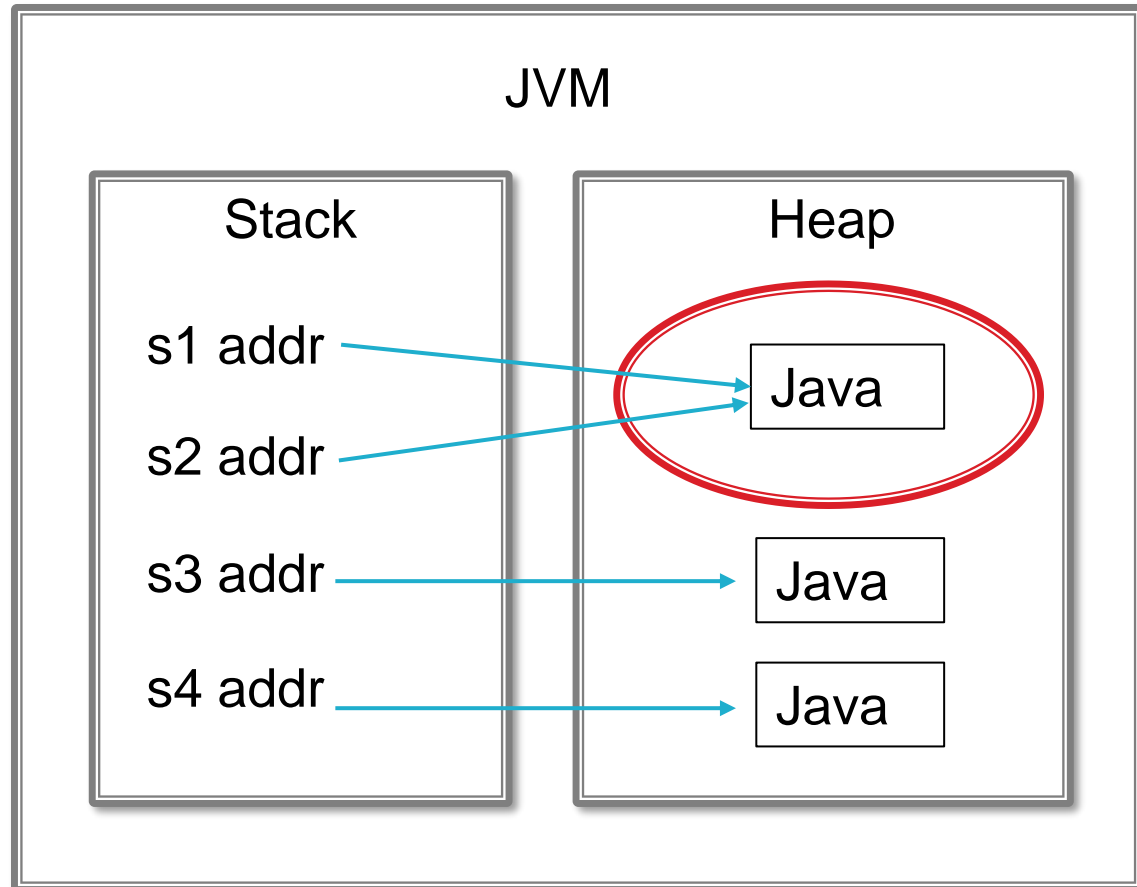 JVM
Stack
Heap
s1 addr
Java
s2 addr
s3 addr
Java
s4 addr
Java